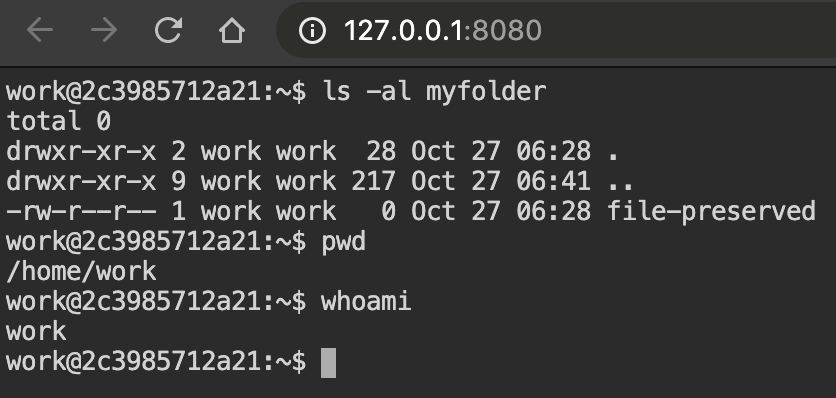 127.0.0.1:8080
work@2c3985712a21:~$ ls -al myfolder
total 0
drwxr-xr-x 2 work work  28 Oct 27 06:28 .
drwxr-xr-x 9 work work 217 Oct 27 06:41 ..
-rw-r--r-- 1 work work   0 Oct 27 06:28 file-preserved
work@2c3985712a21:~$ pwd
/home/work
work@2c3985712a21:~$ whoami
work
work@2c3985712a21:~$